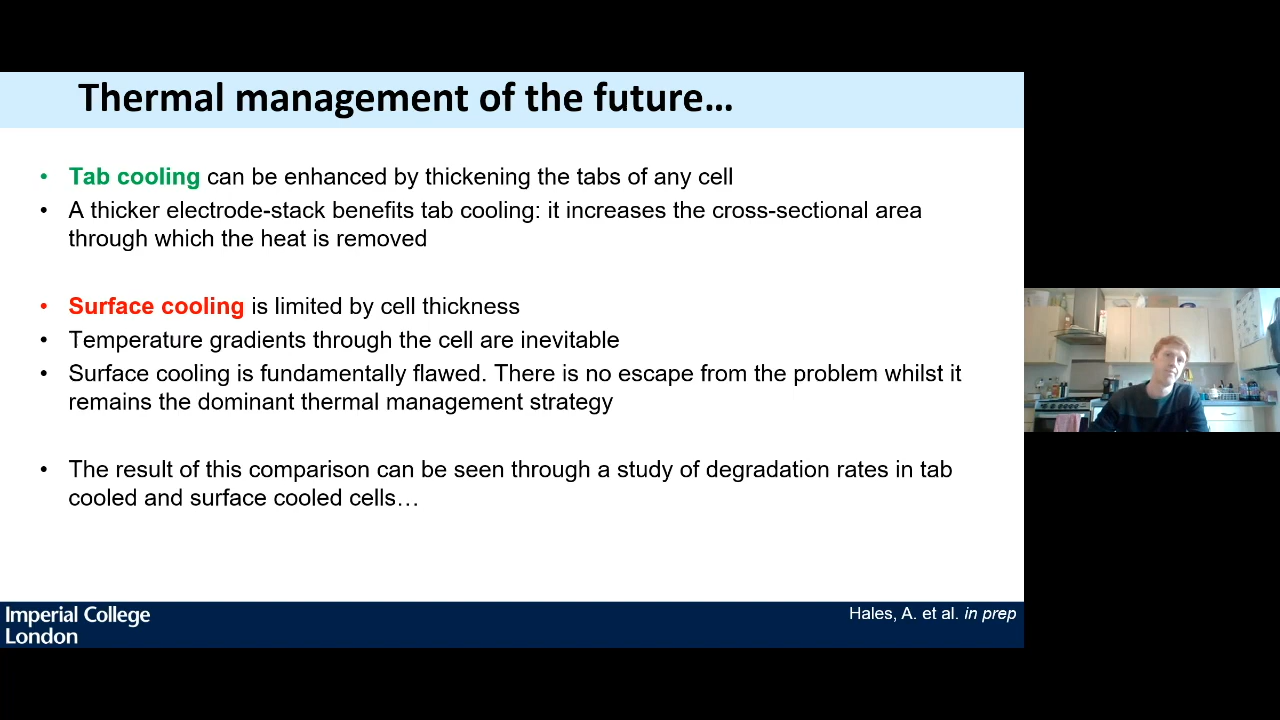 Thermal management of the future…
• Tab cooling can be enhanced by thickening the tabs of any cell
• A thicker electrode-stack benefits tab cooling: it increases the cross-sectional area
through which the heat is removed
• Surface cooling is limited by cell thickness
• Temperature gradients through the cell are inevitable
• Surface cooling is fundamentally flawed. There is no escape from the problem whilst it
remains the dominant thermal management strategy
• The result of this comparison can be seen through a study of degradation rates in tab
cooled and surface cooled cells…
Imperial College
London
Hales, A. et al. in prep